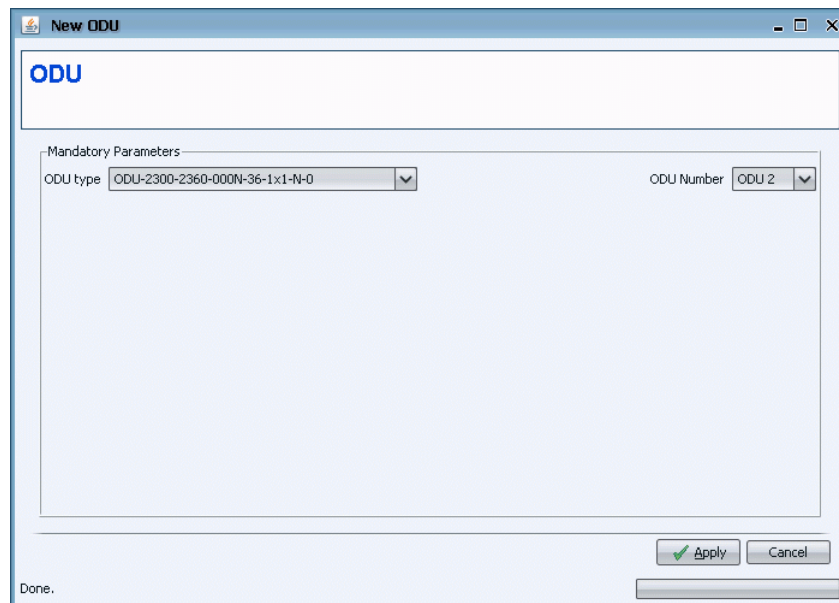 New ODU
ODU
Mandatory Parameters
ODU type ODU-2300-2360-000N-36-1x1-N-0 ODU Number ODU 2
Apply Cancel
Done.